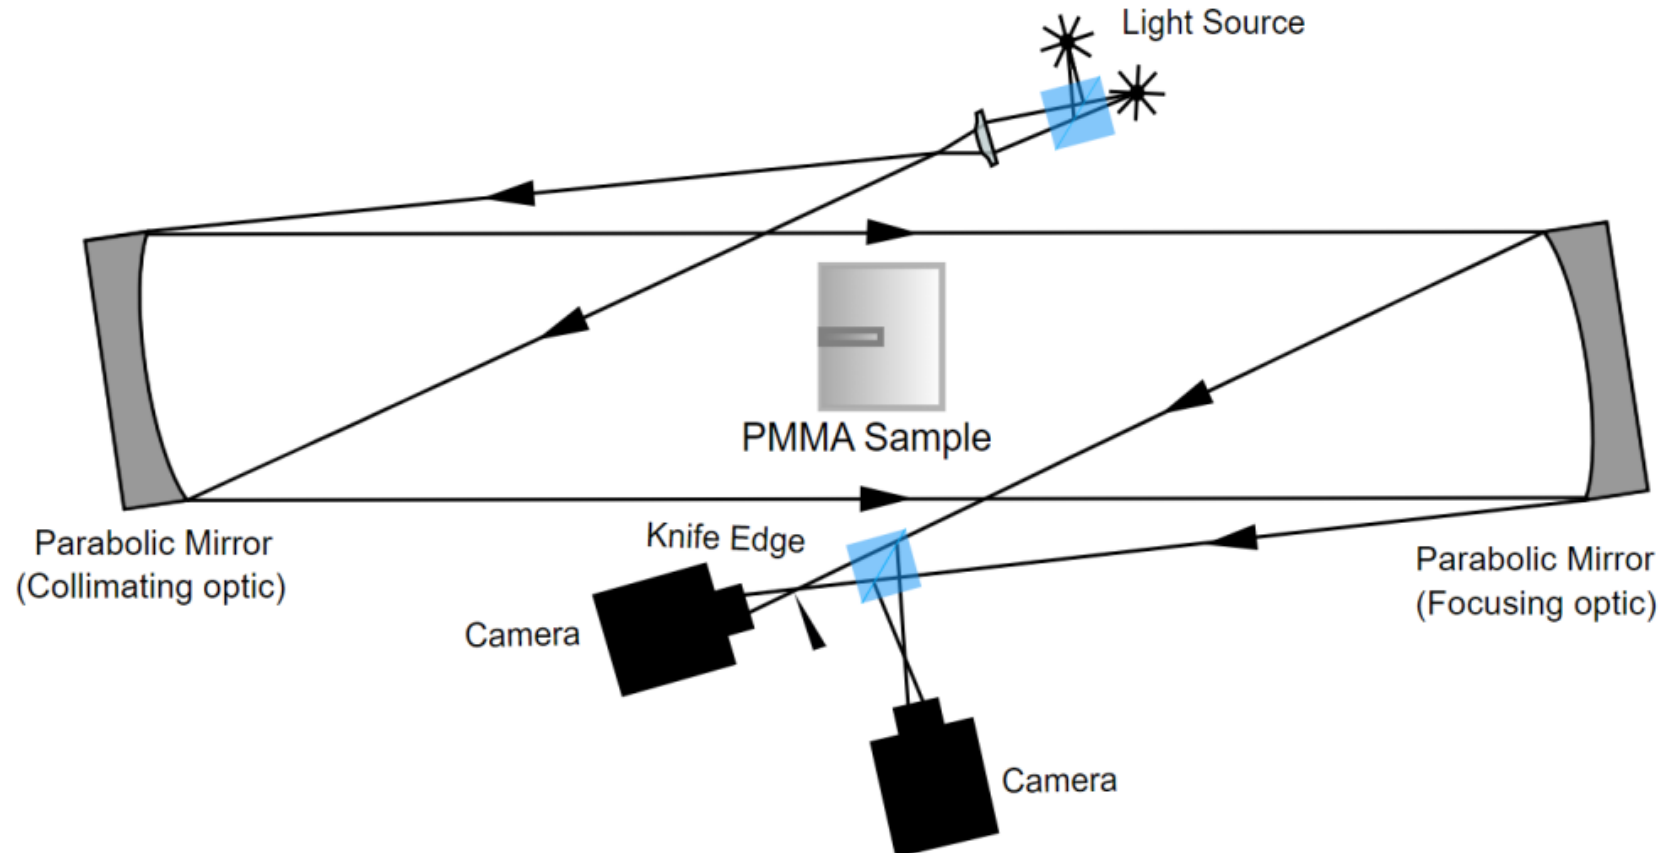 Light Source
PMMA Sample
Knife Edge
Parabolic Mirror
(Collimating optic)
Parabolic Mirror
(Focusing optic)
Camera
Camera